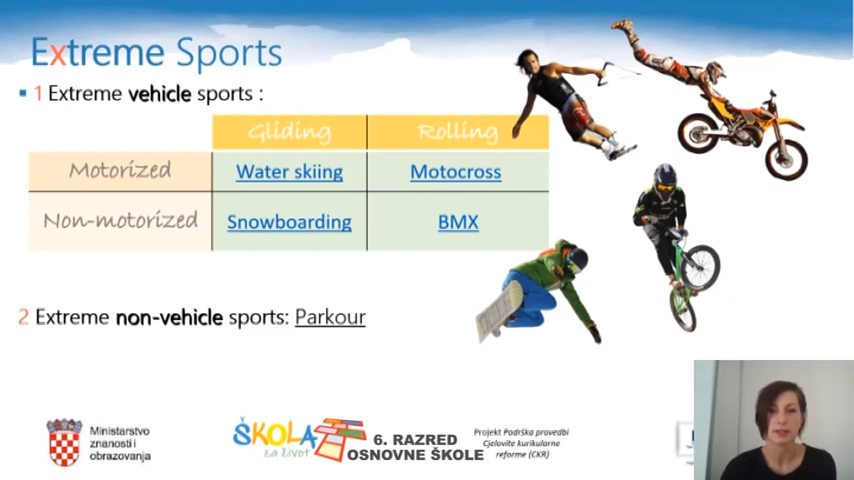 Extreme Sports
1 Extreme vehicle sports :
Gliding Rolling
Motorized Water skiing Motocross
Non-motorized Snowboarding BMX
2 Extreme non-vehicle sports: Parkour
Ministarstvo
znanosti i
obrazovanja
ŠKOLA
za život
6. RAZRED
OSNOVNE ŠKOLE
Projekt Podrška provedbi
Cjelovite kurikularne
reforme (CKR)